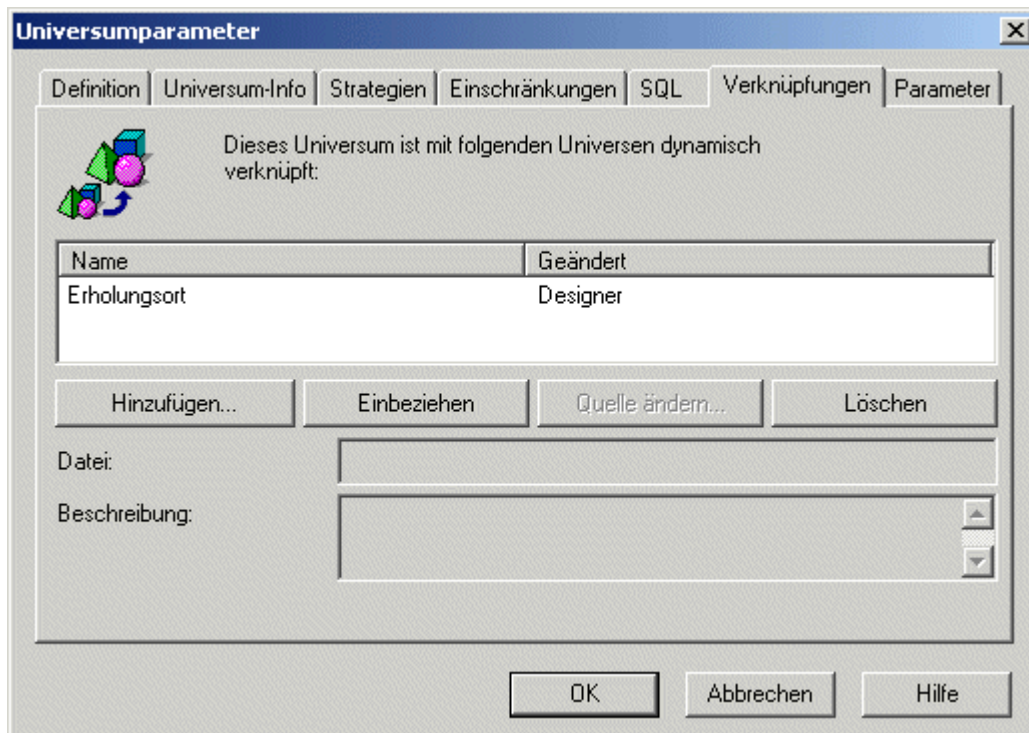 Universumparameter
Definition Universum-Info Strategien Einschränkungen SQL Verknüpfungen Parameter
Dieses Universum ist mit folgenden Universen dynamisch
verknüpft:
Name Geändert
Erholungsort Designer
Hinzufügen... Einbeziehen Quelle ändern... Löschen
Datei:
Beschreibung:
OK Abbrechen Hilfe